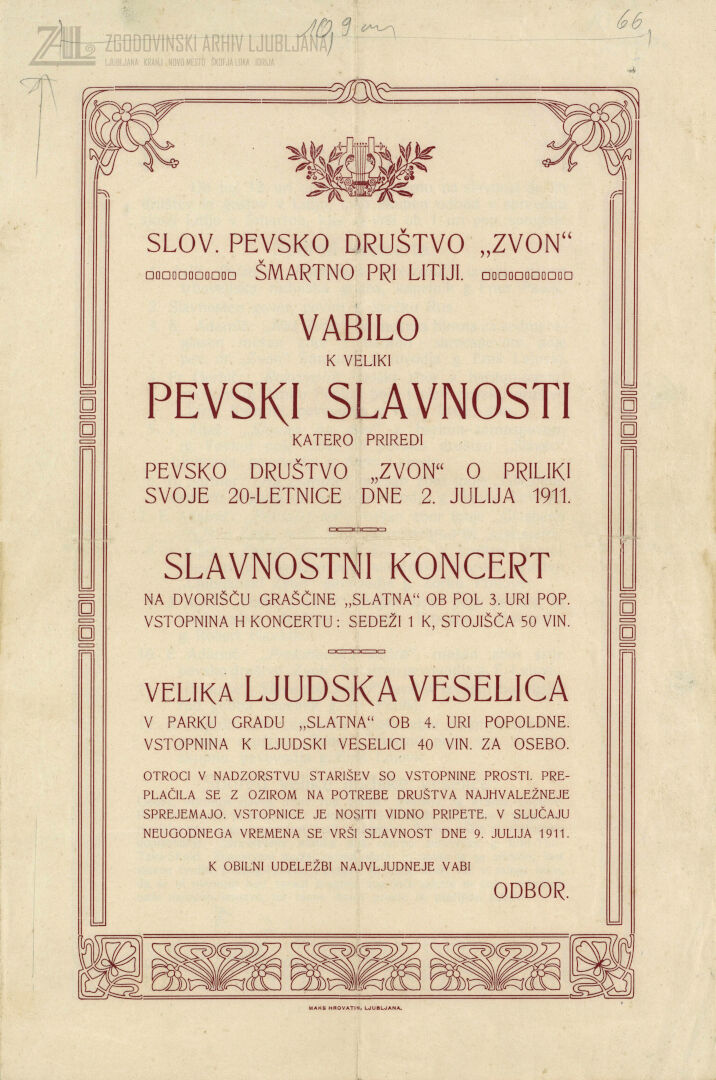 ZAL ZGODOVINSKI ARHIV LJUBLJANA
LJUBLJANA KRANJ NOVO MESTO ŠKOFJA LOKA IDRIJA
10,9 cm
66,
SLOV. PEVSKO DRUŠTVO „ZVON“
ŠMARTNO PRI LITIJI.
VABILO
K VELIKI
PEVSKI SLAVNOSTI
KATERO PRIREDI
PEVSKO DRUŠTVO „ZVON“ O PRILIKI
SVOJE 20-LETNICE DNE 2. JULIJA 1911.
SLAVNOSTNI KONCERT
NA DVORIŠČU GRAŠČINE „SLATNA“ OB POL 3. URI POP.
VSTOPNINA H KONCERTU: SEDEŽI 1 K, STOJIŠČA 50 VIN.
VELIKA LJUDSKA VESELICA
V PARKU GRADU „SLATNA“ OB 4. URI POPOLDNE.
VSTOPNINA K LJUDSKI VESELICI 40 VIN. ZA OSEBO.
OTROCI V NADZORSTVU STARIŠEV SO VSTOPNINE PROSTI. PRE-
PLAČILA SE Z OZIROM NA POTREBE DRUŠTVA NAJHVALEŽNEJE
SPREJEMAJO. VSTOPNICE JE NOSITI VIDNO PRIPETE. V SLUČAJU
NEUGODNEGA VREMENA SE VRŠI SLAVNOST DNE 9. JULIJA 1911.
K OBILNI UDELEŽBI NAJVLJUDNEJE VABI
ODBOR.
MAKS HROVATIN, LJUBLJANA.